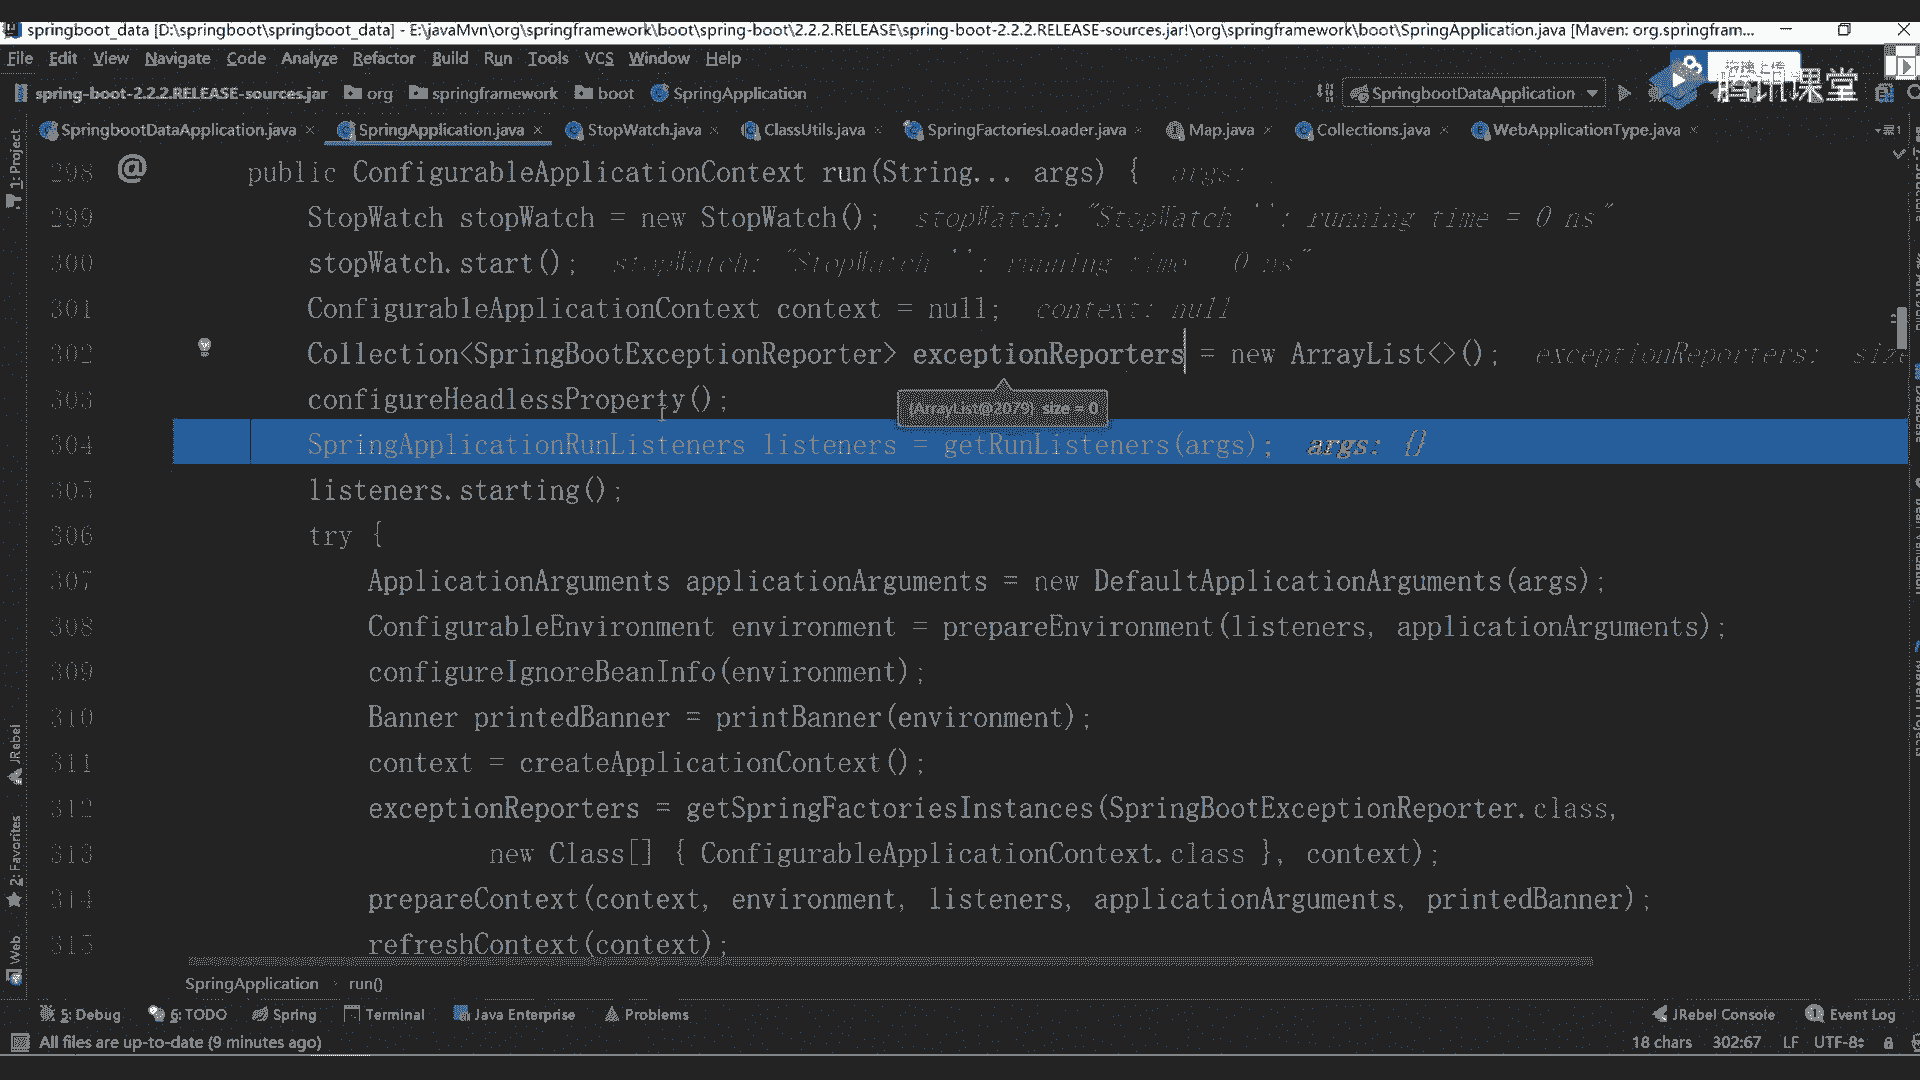 springboot_data [D:\springboot\springboot_data] - E:\javaMvn\org\springframework\boot\spring-boot\2.2.2.RELEASE\spring-boot-2.2.2.RELEASE-sources.jar!\org\springframework\boot\SpringApplication.java [Maven: org.springfram...
File Edit View Navigate Code Analyze Refactor Build Run Tools VCS Window Help
spring-boot-2.2.2.RELEASE-sources.jar org springframework boot SpringApplication SpringbootDataApplication
腾讯课堂
SpringbootDataApplication.java SpringApplication.java StopWatch.java ClassUtils.java SpringFactoriesLoader.java Map.java Collections.java WebApplicationType.java
1: Project
298 @ public ConfigurableApplicationContext run(String... args) { args:
299 StopWatch stopWatch = new StopWatch(); stopWatch: "StopWatch '': running time = 0 ns"
300 stopWatch.start(); stopWatch: "StopWatch '': running time = 0 ns"
301 ConfigurableApplicationContext context = null; context: null
302 Collection<SpringBootExceptionReporter> exceptionReporters = new ArrayList<>(); exceptionReporters: size
303 configureHeadlessProperty();
{ArrayList@2079} size = 0
304 SpringApplicationRunListeners listeners = getRunListeners(args); args: {}
305 listeners.starting();
306 try {
307 ApplicationArguments applicationArguments = new DefaultApplicationArguments(args);
308 ConfigurableEnvironment environment = prepareEnvironment(listeners, applicationArguments);
309 configureIgnoreBeanInfo(environment);
310 Banner printedBanner = printBanner(environment);
311 context = createApplicationContext();
312 exceptionReporters = getSpringFactoriesInstances(SpringBootExceptionReporter.class,
313 new Class[] { ConfigurableApplicationContext.class }, context);
314 prepareContext(context, environment, listeners, applicationArguments, printedBanner);
315 refreshContext(context);
JRebel
2: Favorites
Web
SpringApplication run()
5: Debug 6: TODO Spring Terminal Java Enterprise Problems JRebel Console Event Log
All files are up-to-date (9 minutes ago) 18 chars 302:67 LF UTF-8